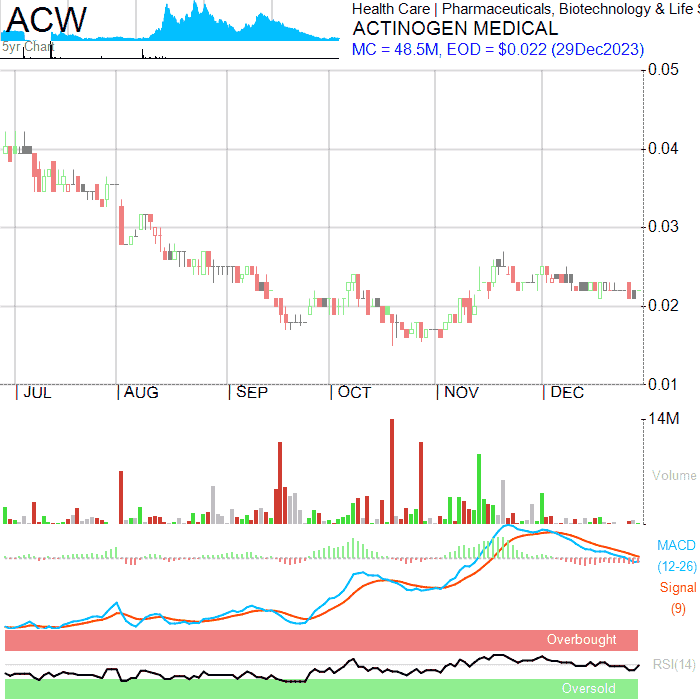 ACW
5yr Chart
Health Care | Pharmaceuticals, Biotechnology & Life S
ACTINOGEN MEDICAL
MC = 48.5M, EOD = $0.022 (29Dec2023)
0.05
0.04
0.03
0.02
0.01
JUL AUG SEP OCT NOV DEC
14M
Volume
MACD
(12-26)
Signal
(9)
Overbought
RSI(14)
Oversold